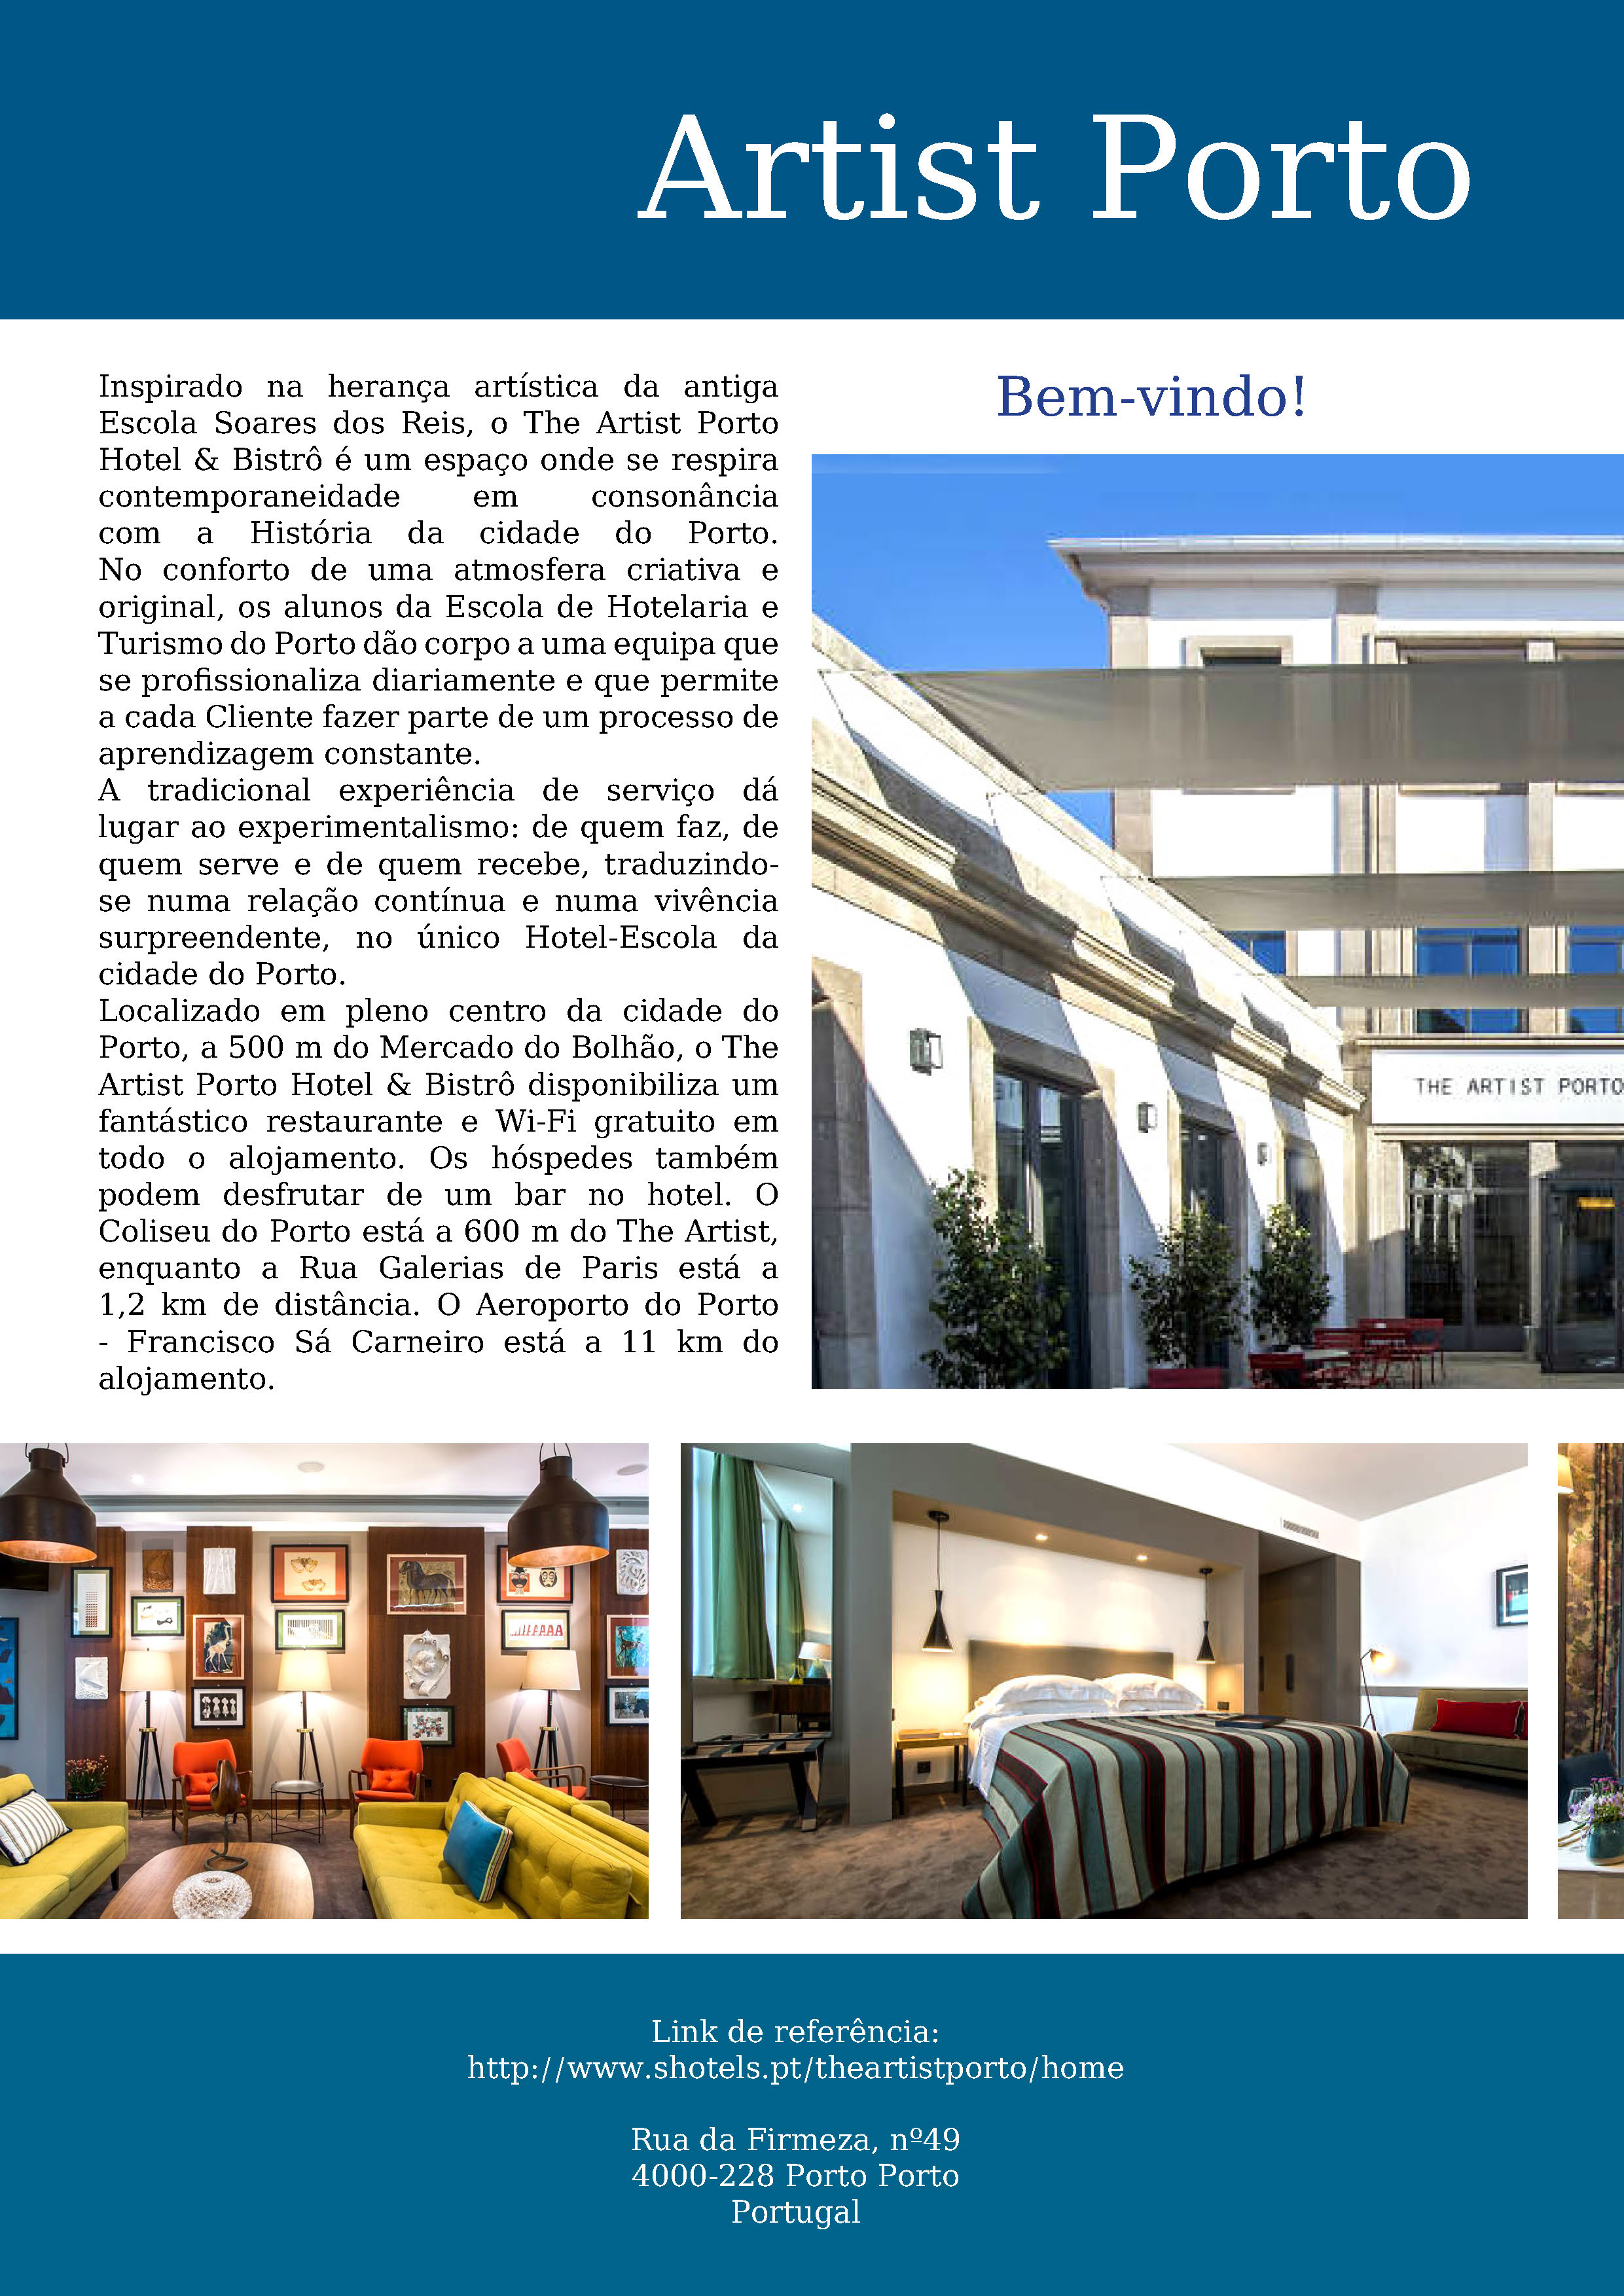 Artist Porto
Inspirado na herança artística da antiga
Escola Soares dos Reis, o The Artist Porto
Hotel & Bistrô é um espaço onde se respira
contemporaneidade em consonância
com a História da cidade do Porto.
No conforto de uma atmosfera criativa e
original, os alunos da Escola de Hotelaria e
Turismo do Porto dão corpo a uma equipa que
se profissionaliza diariamente e que permite
a cada Cliente fazer parte de um processo de
aprendizagem constante.
A tradicional experiência de serviço dá
lugar ao experimentalismo: de quem faz, de
quem serve e de quem recebe, traduzindo-
se numa relação contínua e numa vivência
surpreendente, no único Hotel-Escola da
cidade do Porto.
Localizado em pleno centro da cidade do
Porto, a 500 m do Mercado do Bolhão, o The
Artist Porto Hotel & Bistrô disponibiliza um
fantástico restaurante e Wi-Fi gratuito em
todo o alojamento. Os hóspedes também
podem desfrutar de um bar no hotel. O
Coliseu do Porto está a 600 m do The Artist,
enquanto a Rua Galerias de Paris está a
1,2 km de distância. O Aeroporto do Porto
- Francisco Sá Carneiro está a 11 km do
alojamento.
Bem-vindo!
THE ARTIST PORTO
Link de referência:
http://www.shotels.pt/theartistporto/home
Rua da Firmeza, nº49
4000-228 Porto Porto
Portugal